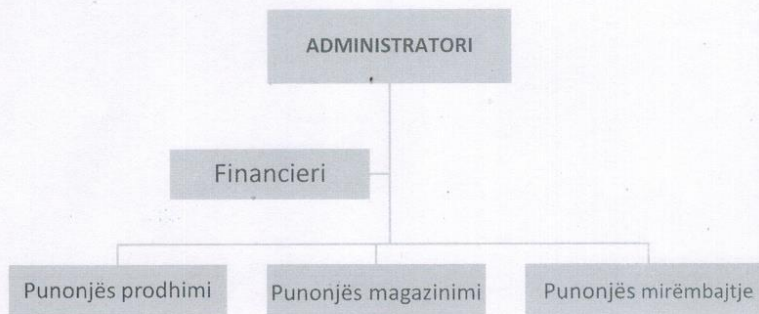 ADMINISTRATORI
Financieri
Punonjës prodhimi
Punonjës magazinimi
Punonjës mirëmbajtje